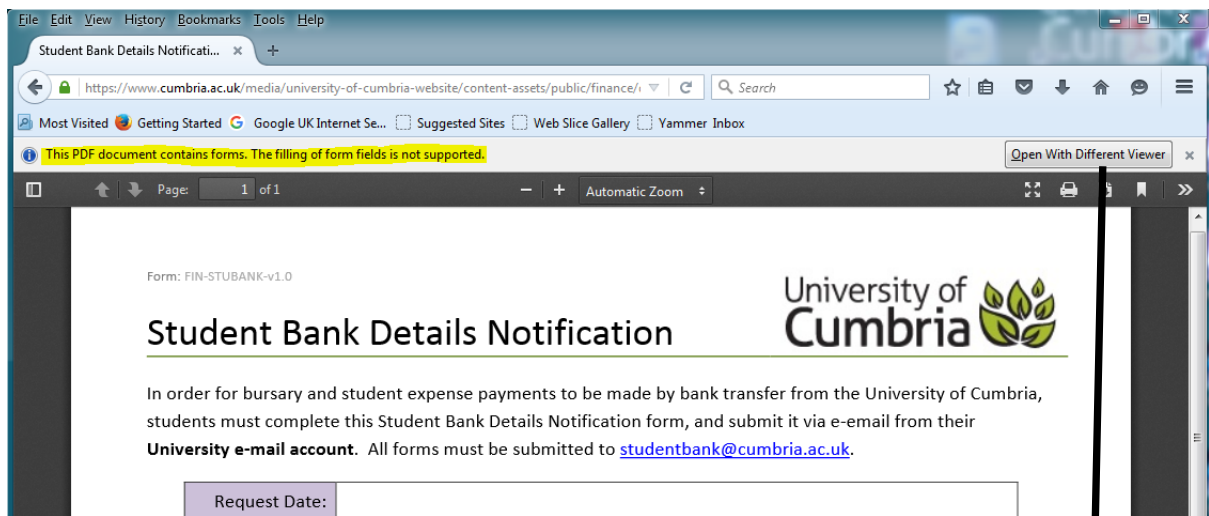 File Edit View History Bookmarks Tools Help
Student Bank Details Notificati... × +
https://www.cumbria.ac.uk/media/university-of-cumbria-website/content-assets/public/finance/ Search
Most Visited Getting Started G Google UK Internet Se... Suggested Sites Web Slice Gallery Yammer Inbox
This PDF document contains forms. The filling of form fields is not supported. Open With Different Viewer ×
Page: 1 of 1 − + Automatic Zoom
Form: FIN-STUBANK-v1.0
University of
Cumbria
Student Bank Details Notification
In order for bursary and student expense payments to be made by bank transfer from the University of Cumbria,
students must complete this Student Bank Details Notification form, and submit it via e-email from their
University e-mail account. All forms must be submitted to studentbank@cumbria.ac.uk.
Request Date: